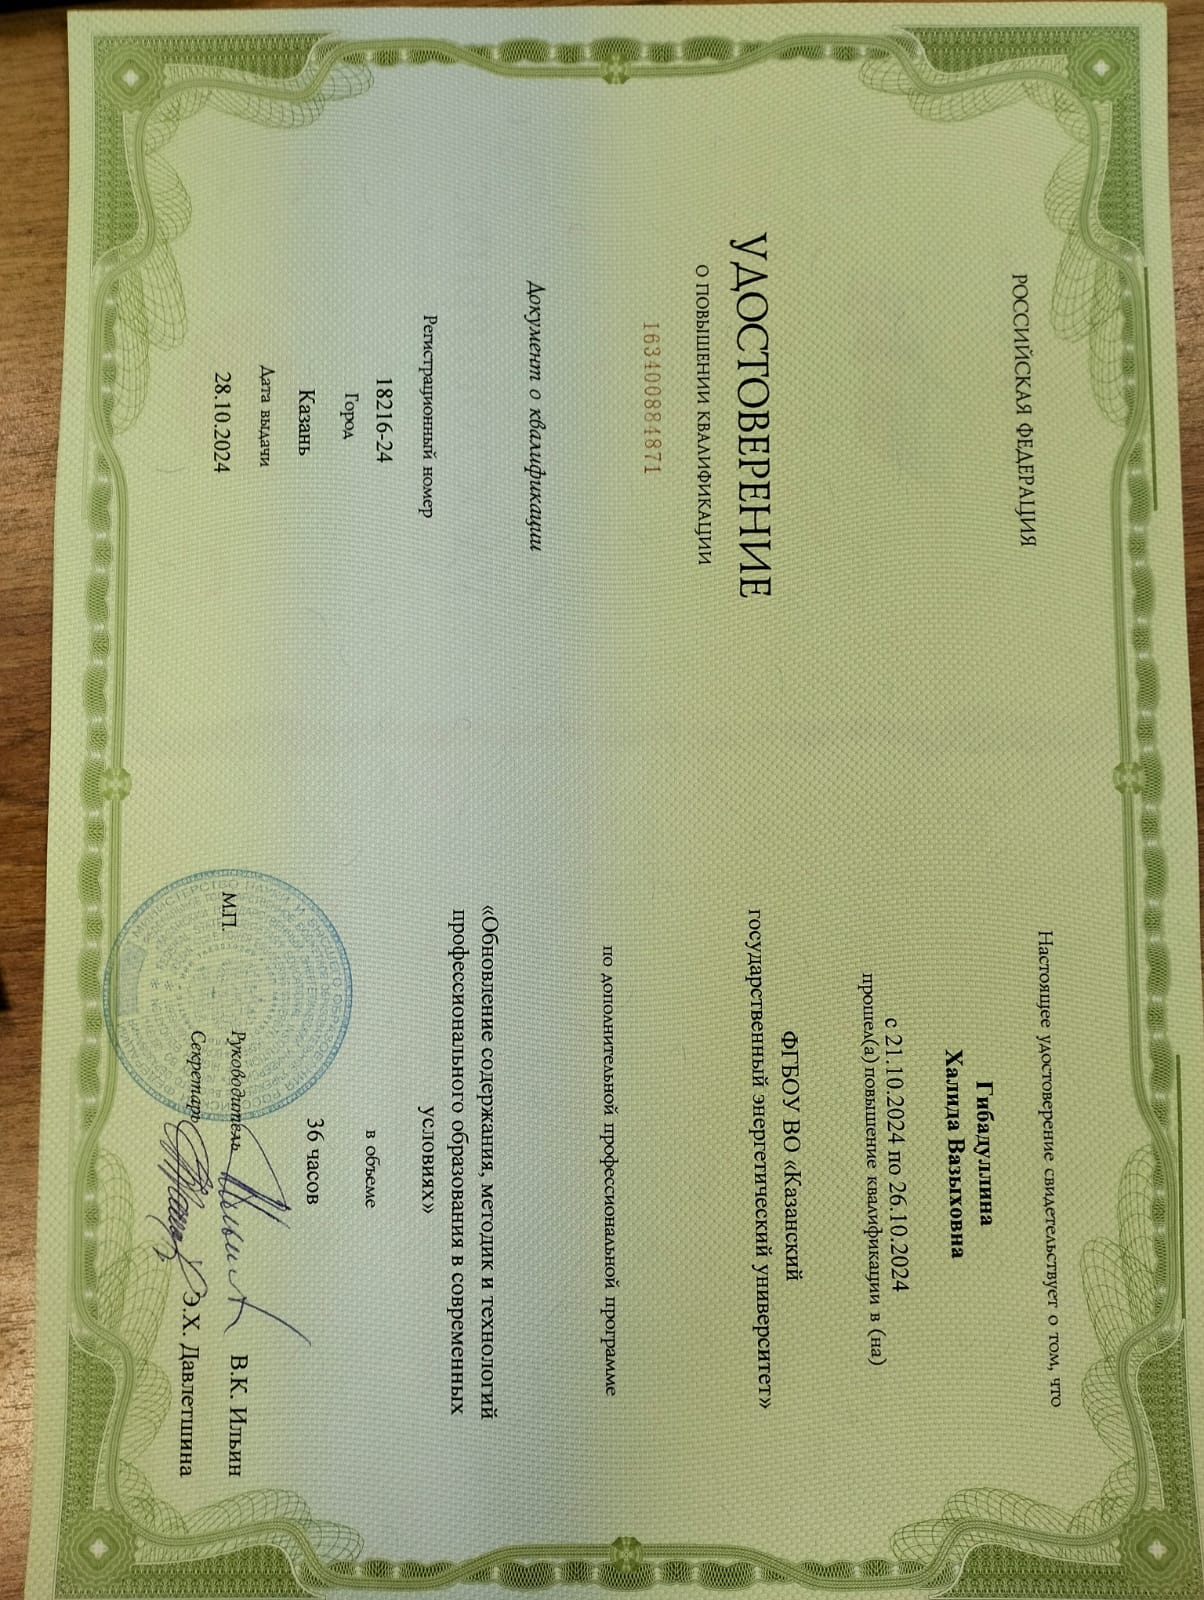 РОССИЙСКАЯ ФЕДЕРАЦИЯ
УДОСТОВЕРЕНИЕ
О ПОВЫШЕНИИ КВАЛИФИКАЦИИ
163400884871
Документ о квалификации
Регистрационный номер
18216-24
Город
Казань
Дата выдачи
28.10.2024
Настоящее удостоверение свидетельствует о том, что
Гибадуллина
Халида Вазыховна
с 21.10.2024 по 26.10.2024
прошел(а) повышение квалификации в (на)
ФГБОУ ВО «Казанский
государственный энергетический университет»
по дополнительной профессиональной программе
«Обновление содержания, методик и технологий
профессионального образования в современных
условиях»
в объеме
36 часов
М.П.
Руководитель В.К. Ильин
Секретарь Э.Х. Давлетшина